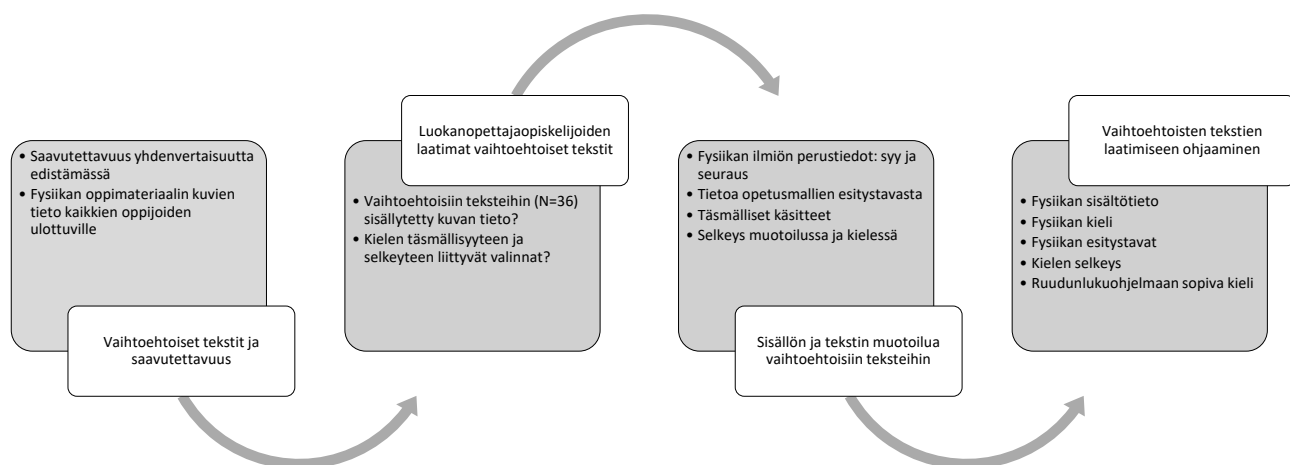 • Saavutettavuus yhdenvertaisuutta
edistämässä
• Fysiikan oppimateriaalin kuvien
tieto kaikkien oppijoiden
ulottuville
Vaihtoehtoiset tekstit ja
saavutettavuus
Luokanopettajaopiskelijoiden
laatimat vaihtoehtoiset tekstit
• Vaihtoehtoisiin teksteihin (N=36)
sisällytetty kuvan tieto?
• Kielen täsmällisyyteen ja
selkeyteen liittyvät valinnat?
• Fysiikan ilmiön perustiedot: syy ja
seuraus
• Tietoa opetusmallien esitystavasta
• Täsmälliset käsitteet
• Selkeys muotoilussa ja kielessä
Sisällön ja tekstin muotoilua
vaihtoehtoisiin teksteihin
Vaihtoehtoisten tekstien
laatimiseen ohjaaminen
• Fysiikan sisältötieto
• Fysiikan kieli
• Fysiikan esitystavat
• Kielen selkeys
• Ruudunlukuohjelmaan sopiva kieli